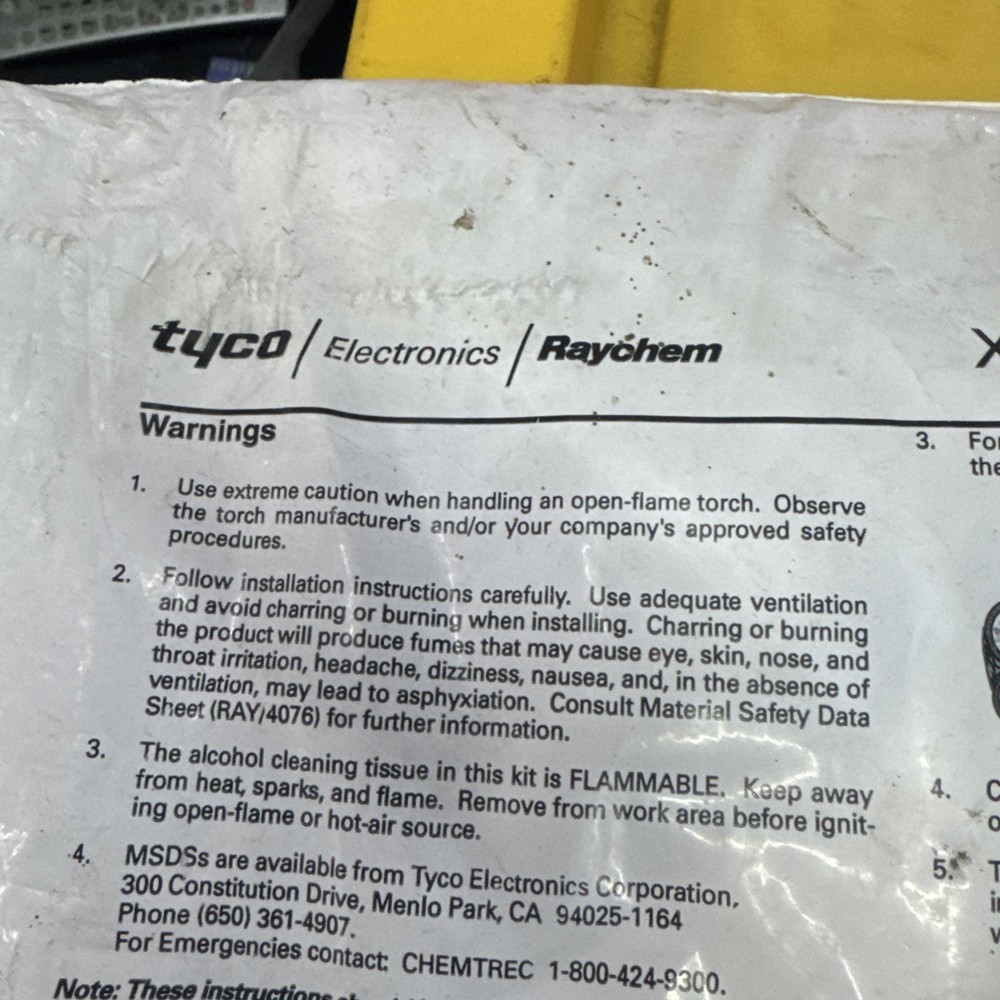 tyco / Electronics / Raychem
Warnings
1. Use extreme caution when handling an open-flame torch. Observe
the torch manufacturer's and/or your company's approved safety
procedures.
2. Follow installation instructions carefully. Use adequate ventilation
and avoid charring or burning when installing. Charring or burning
the product will produce fumes that may cause eye, skin, nose, and
throat irritation, headache, dizziness, nausea, and, in the absence of
ventilation, may lead to asphyxiation. Consult Material Safety Data
Sheet (RAY/4076) for further information.
3. The alcohol cleaning tissue in this kit is FLAMMABLE. Keep away
from heat, sparks, and flame. Remove from work area before ignit-
ing open-flame or hot-air source.
4. MSDSs are available from Tyco Electronics Corporation,
300 Constitution Drive, Menlo Park, CA 94025-1164
Phone (650) 361-4907.
For Emergencies contact: CHEMTREC 1-800-424-9300.
Note: These instructions
X
3. For
the
4.
5.